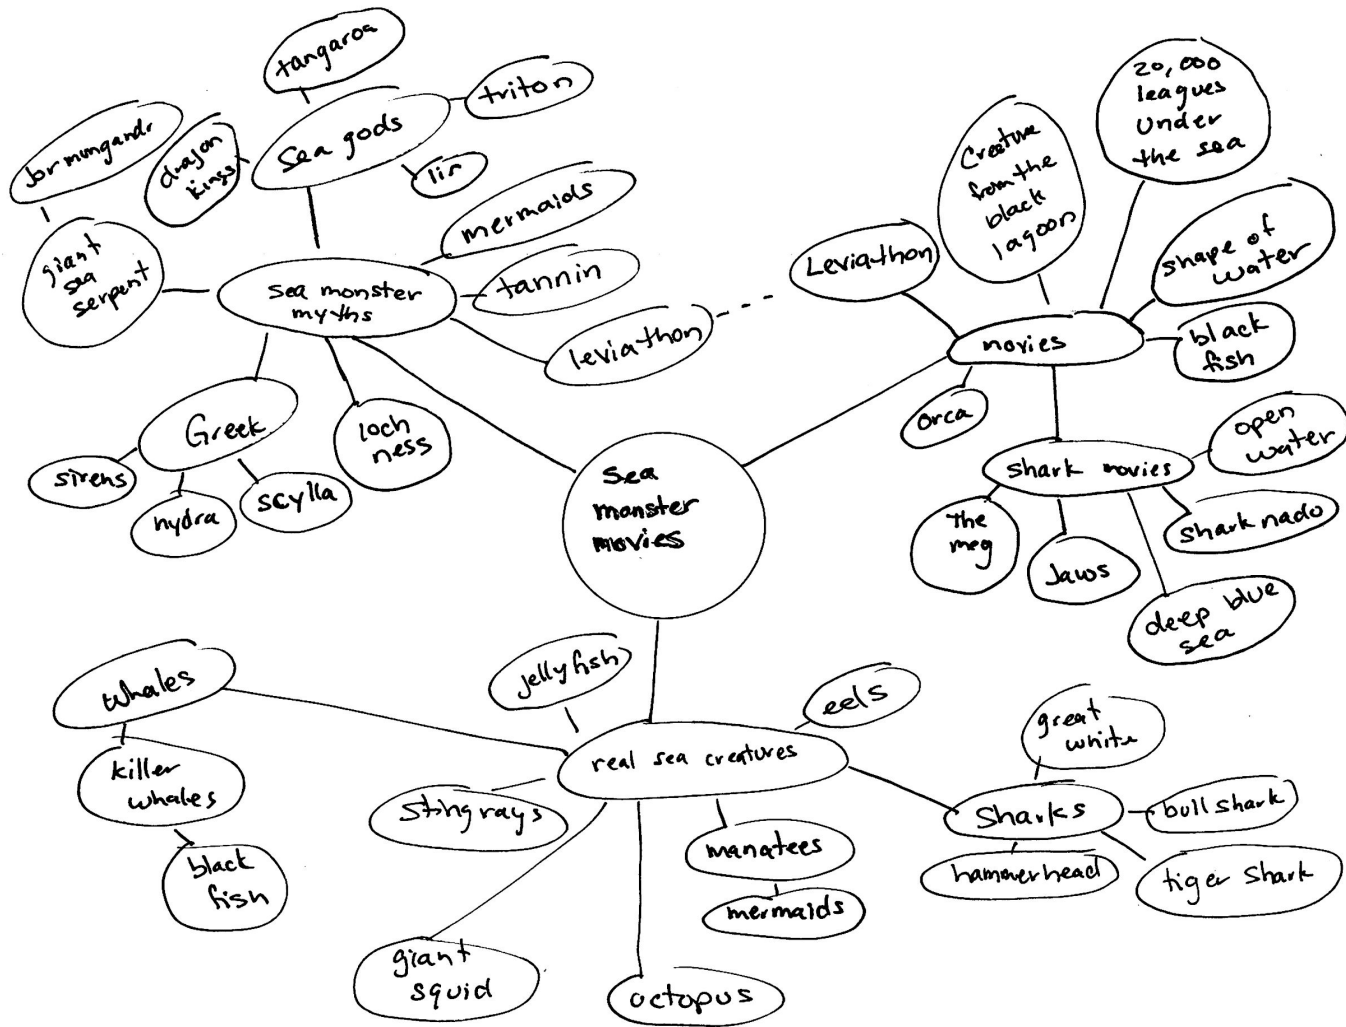 tangaroa
triton
sea gods
dragon
kings
lir
Jormungandr
giant
sea
serpent
mermaids
tannin
leviathon
sea monster
myths
Greek
sirens
hydra
scylla
loch
ness
Leviathon
Creature
from the
black
lagoon
20,000
leagues
under
the sea
shape of
water
black
fish
movies
orca
shark movies
open
water
sharknado
the
meg
Jaws
deep blue
sea
Sea
monster
movies
whales
killer
whales
black
fish
jellyfish
eels
real sea creatures
stingrays
manatees
mermaids
giant
squid
octopus
great
white
Sharks
bull shark
hammerhead
tiger shark